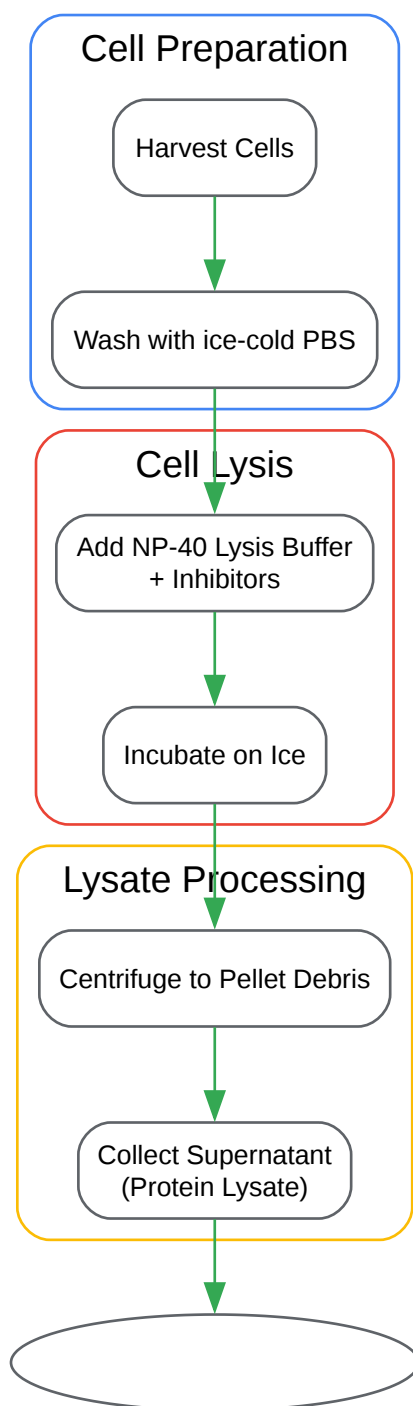 Cell Preparation
Harvest Cells
Wash with ice-cold PBS
Cell Lysis
Add NP-40 Lysis Buffer
+ Inhibitors
Incubate on Ice
Lysate Processing
Centrifuge to Pellet Debris
Collect Supernatant
(Protein Lysate)